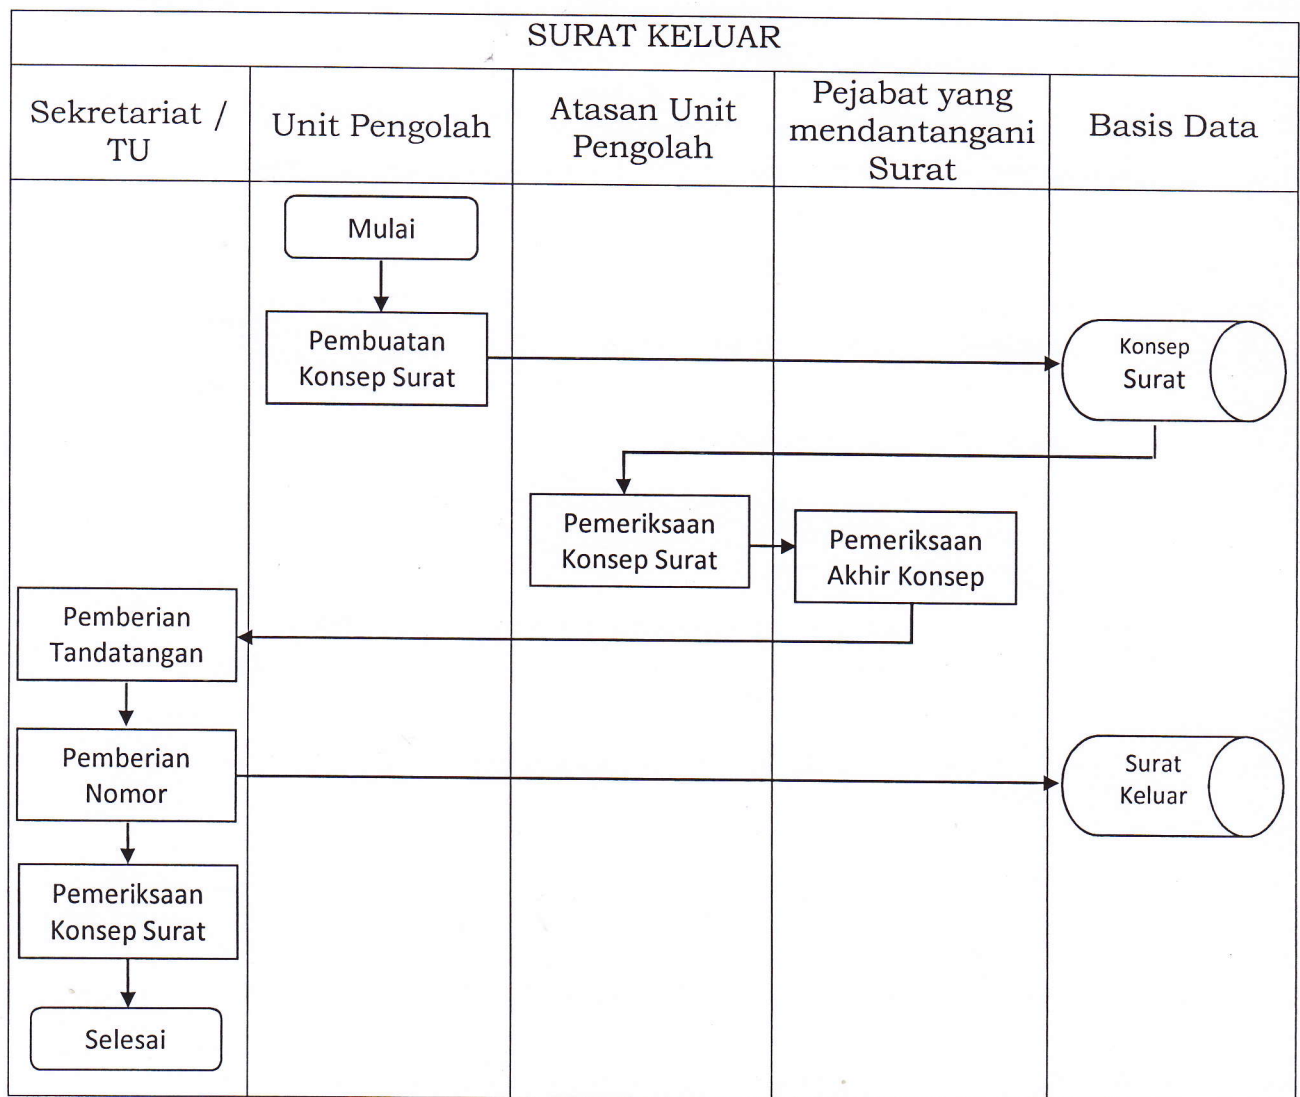 SURAT KELUAR
Sekretariat /
TU
Unit Pengolah
Atasan Unit
Pengolah
Pejabat yang
mendantangani
Surat
Basis Data
Mulai
Pembuatan
Konsep Surat
Konsep
Surat
Pemeriksaan
Konsep Surat
Pemeriksaan
Akhir Konsep
Pemberian
Tandatangan
Pemberian
Nomor
Surat
Keluar
Pemeriksaan
Konsep Surat
Selesai